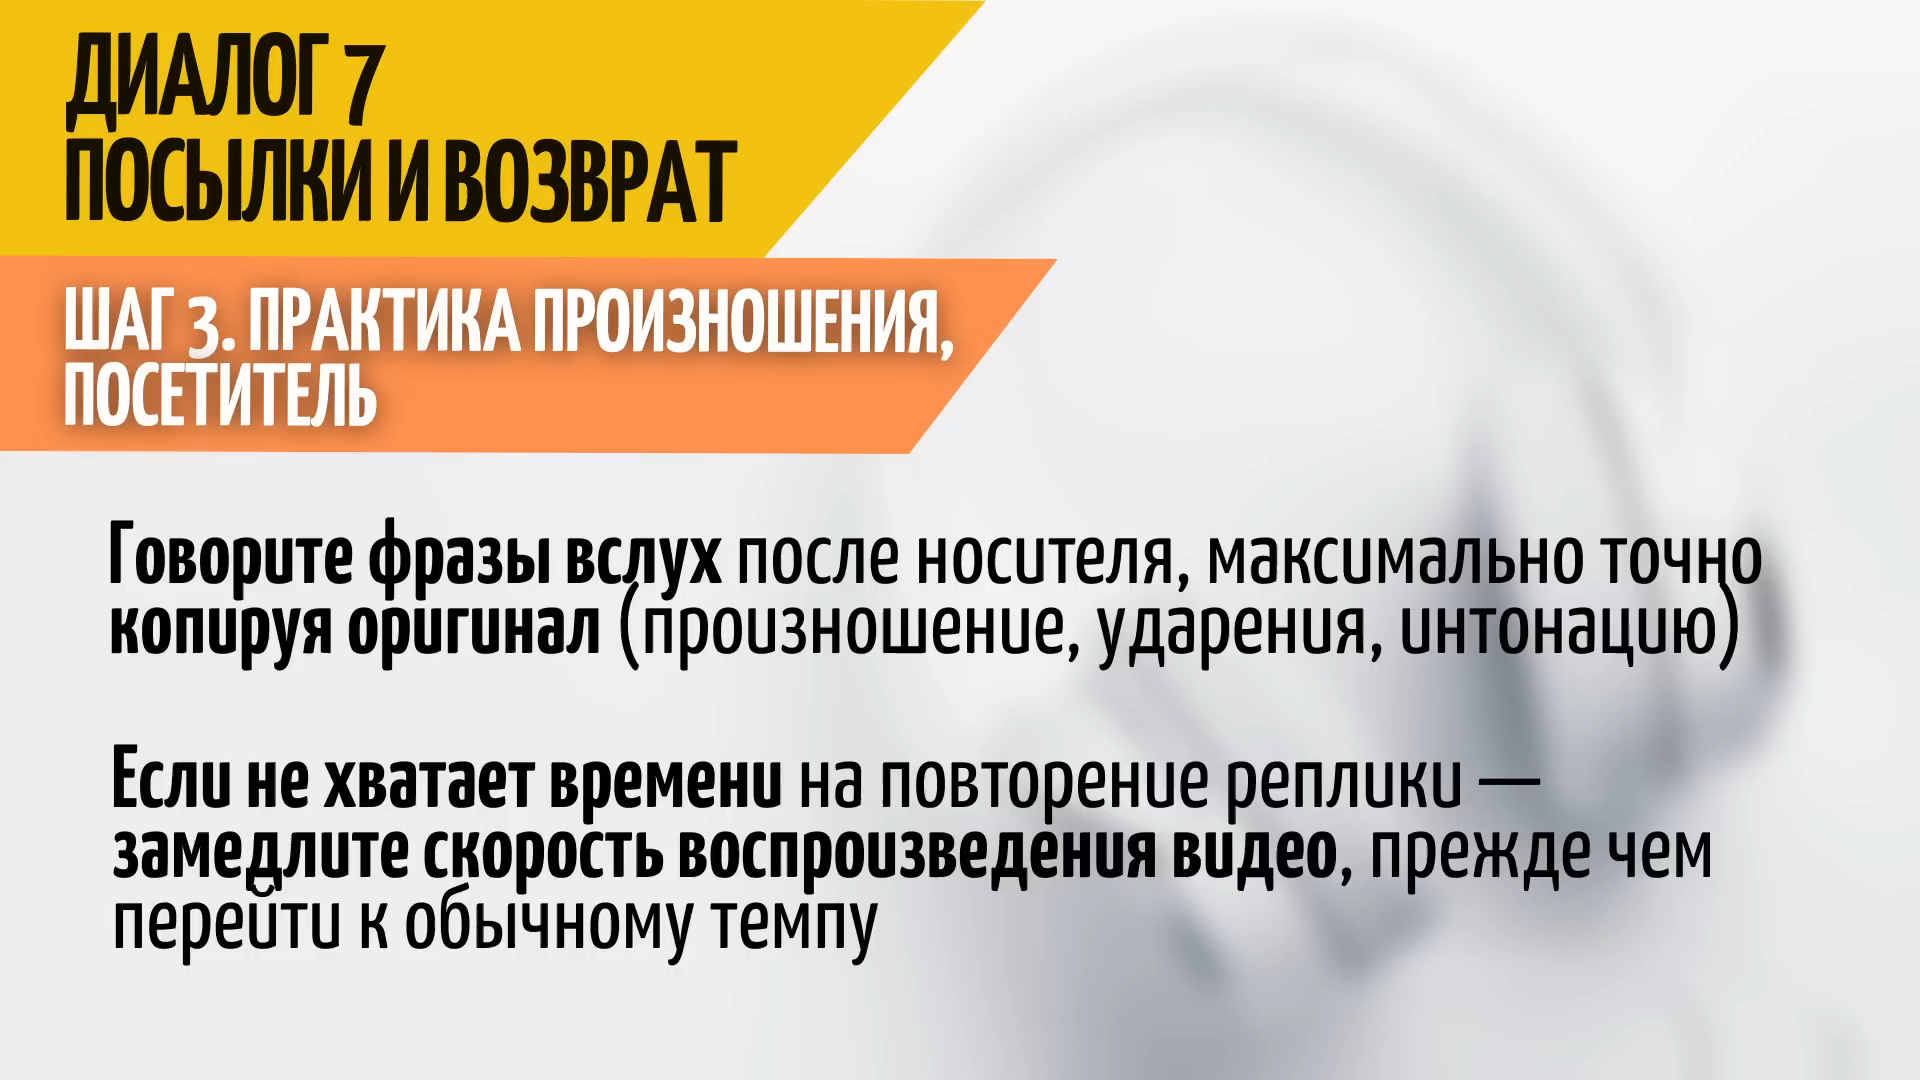 ДИАЛОГ 7
ПОСЫЛКИ И ВОЗВРАТ
ШАГ 3. ПРАКТИКА ПРОИЗНОШЕНИЯ,
ПОСЕТИТЕЛЬ
Говорите фразы вслух после носителя, максимально точно
копируя оригинал (произношение, ударения, интонацию)
Если не хватает времени на повторение реплики —
замедлите скорость воспроизведения видео, прежде чем
перейти к обычному темпу